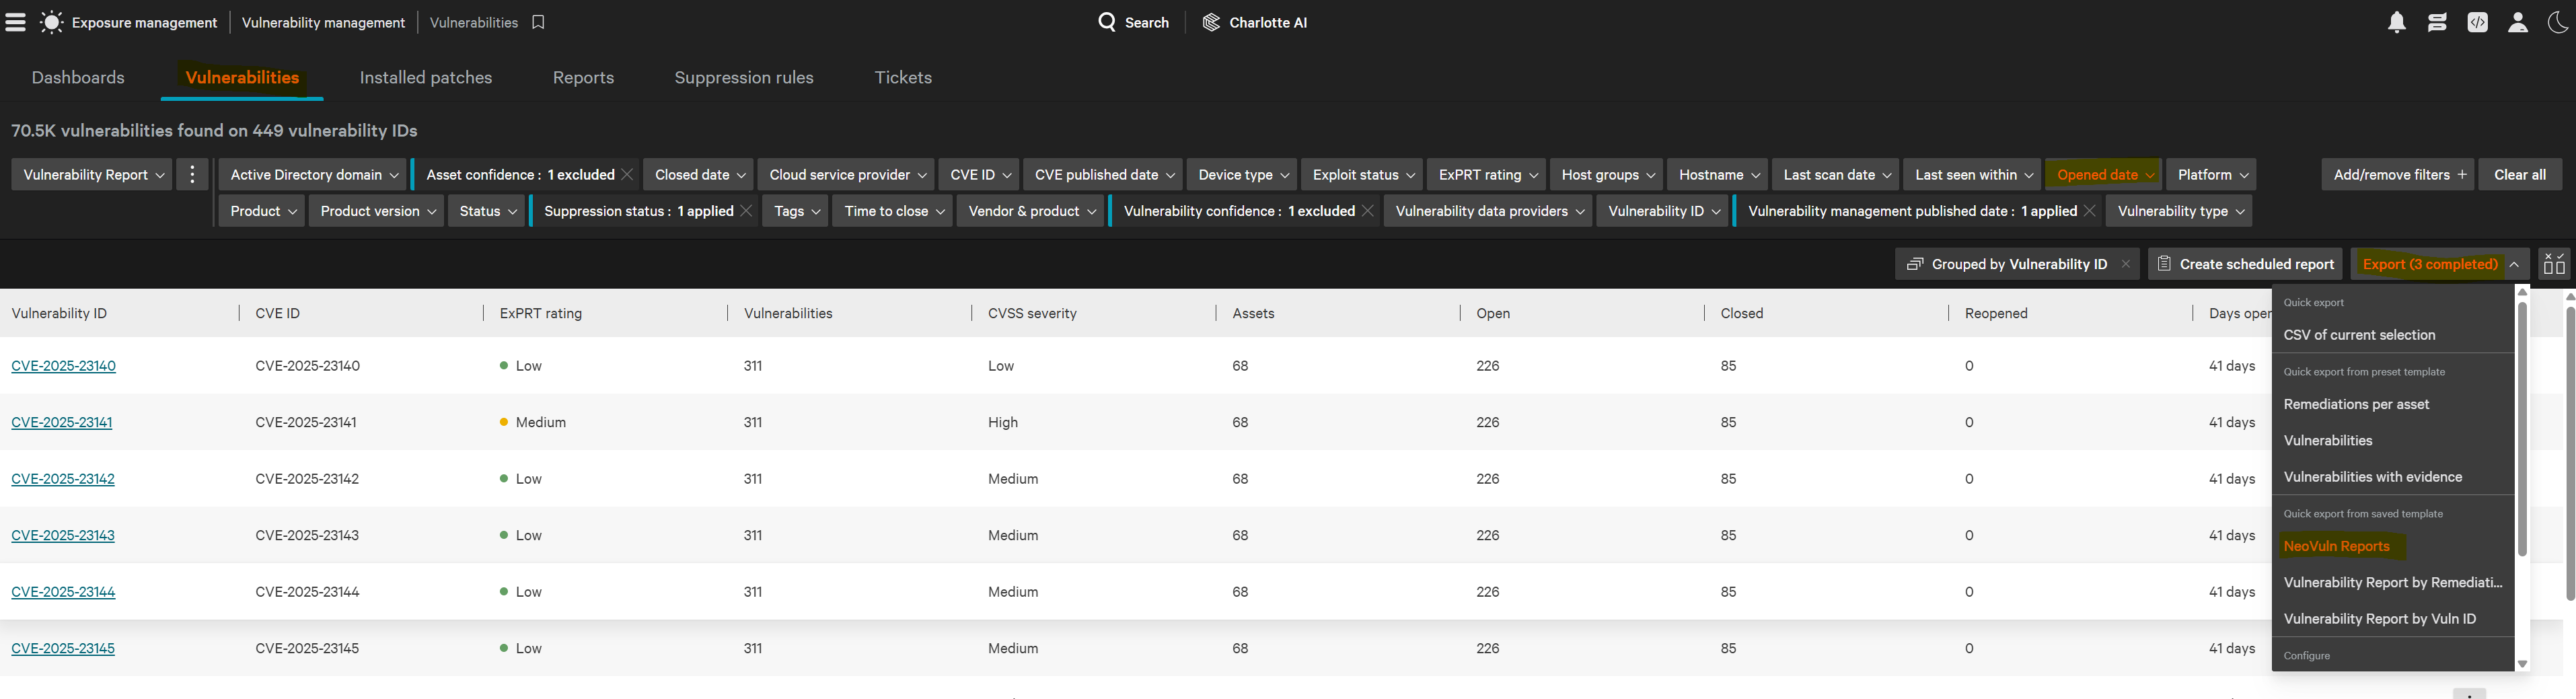 Exposure management Vulnerability management Vulnerabilities Search Charlotte AI
Dashboards Vulnerabilities Installed patches Reports Suppression rules Tickets
70.5K vulnerabilities found on 449 vulnerability IDs
Vulnerability Report Active Directory domain Asset confidence : 1 excluded Closed date Cloud service provider CVE ID CVE published date Device type Exploit status ExPRT rating Host groups Hostname Last scan date Last seen within Opened date Platform Add/remove filters + Clear all
Product Product version Status Suppression status : 1 applied Tags Time to close Vendor & product Vulnerability confidence : 1 excluded Vulnerability data providers Vulnerability ID Vulnerability management published date : 1 applied Vulnerability type
Grouped by Vulnerability ID Create scheduled report Export (3 completed)
Vulnerability ID CVE ID ExPRT rating Vulnerabilities CVSS severity Assets Open Closed Reopened Days open
CVE-2025-23140 CVE-2025-23140 Low 311 Low 68 226 85 0 41 days
CVE-2025-23141 CVE-2025-23141 Medium 311 High 68 226 85 0 41 days
CVE-2025-23142 CVE-2025-23142 Low 311 Medium 68 226 85 0 41 days
CVE-2025-23143 CVE-2025-23143 Low 311 Medium 68 226 85 0 41 days
CVE-2025-23144 CVE-2025-23144 Low 311 Medium 68 226 85 0 41 days
CVE-2025-23145 CVE-2025-23145 Low 311 Medium 68 226 85 0 41 days
Quick export
CSV of current selection
Quick export from preset template
Remediations per asset
Vulnerabilities
Vulnerabilities with evidence
Quick export from saved template
NeoVuln Reports
Vulnerability Report by Remediati...
Vulnerability Report by Vuln ID
Configure